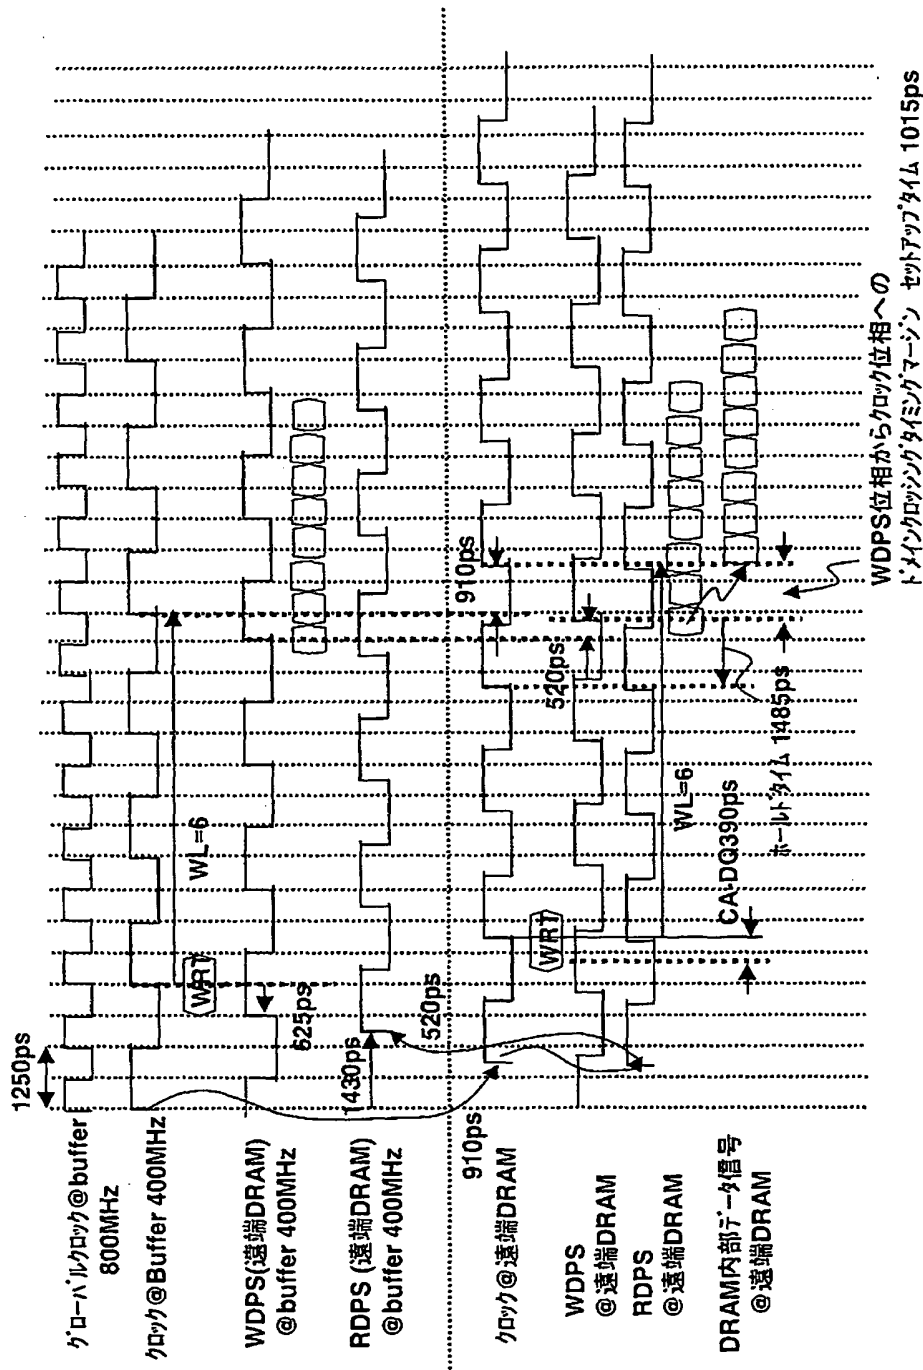 1250ps
グローバルクロック@buffer
800MHz
クロック@Buffer 400MHz
WRT
WL=6
WDPS(遠端DRAM)
@buffer 400MHz
625ps
RDPS (遠端DRAM)
@buffer 400MHz
1430ps
520ps
910ps
クロック@遠端DRAM
910ps
WRT
WDPS
@遠端DRAM
520ps
RDPS
@遠端DRAM
WL=6
DRAM内部データ信号
@遠端DRAM
CA-DQ390ps
ホールドタイム 1485ps
WDPS位相からクロック位相への
ドメインクロッシングタイミングマージン セットアップタイム 1015ps